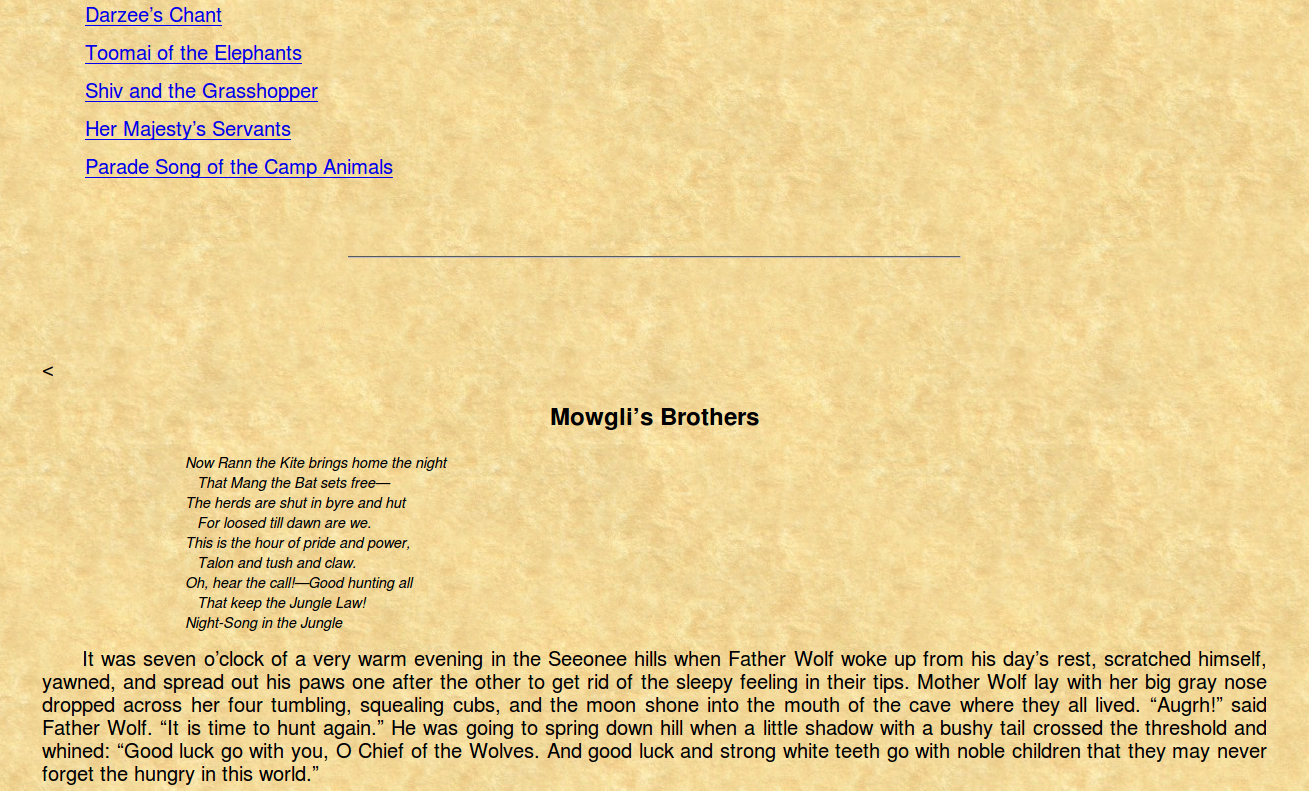 Darzee’s Chant
Toomai of the Elephants
Shiv and the Grasshopper
Her Majesty’s Servants
Parade Song of the Camp Animals
<
Mowgli’s Brothers
Now Rann the Kite brings home the night
That Mang the Bat sets free—
The herds are shut in byre and hut
For loosed till dawn are we.
This is the hour of pride and power,
Talon and tush and claw.
Oh, hear the call!—Good hunting all
That keep the Jungle Law!
Night-Song in the Jungle
It was seven o’clock of a very warm evening in the Seeonee hills when Father Wolf woke up from his day’s rest, scratched himself,
yawned, and spread out his paws one after the other to get rid of the sleepy feeling in their tips. Mother Wolf lay with her big gray nose
dropped across her four tumbling, squealing cubs, and the moon shone into the mouth of the cave where they all lived. “Augrh!” said
Father Wolf. “It is time to hunt again.” He was going to spring down hill when a little shadow with a bushy tail crossed the threshold and
whined: “Good luck go with you, O Chief of the Wolves. And good luck and strong white teeth go with noble children that they may never
forget the hungry in this world.”